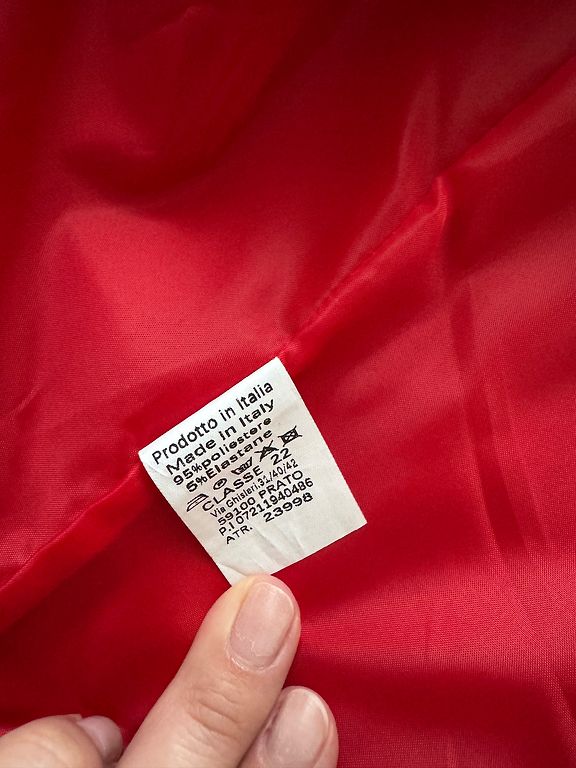 Prodotto in Italia
Made in Italy
95%poliestere
5%Elastane
CLASSE 22
Via Ghisleri,31/40/42
59100 PRATO
P.I 07211940486
ATR. 23998